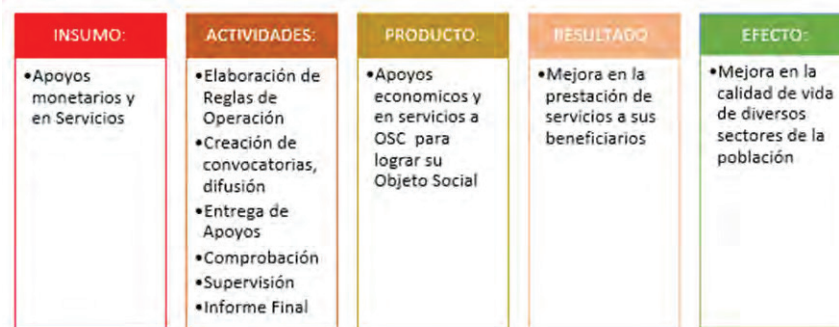 INSUMO:
•Apoyos
monetarios y
en Servicios
ACTIVIDADES:
•Elaboración de
Reglas de
Operación
•Creación de
convocatorias,
difusión
•Entrega de
Apoyos
•Comprobación
•Supervisión
•Informe Final
PRODUCTO:
•Apoyos
economicos y
en servicios a
OSC para
lograr su
Objeto Social
RESULTADO
•Mejora en la
prestación de
servicios a sus
beneficiarios
EFECTO:
•Mejora en la
calidad de vida
de diversos
sectores de la
población